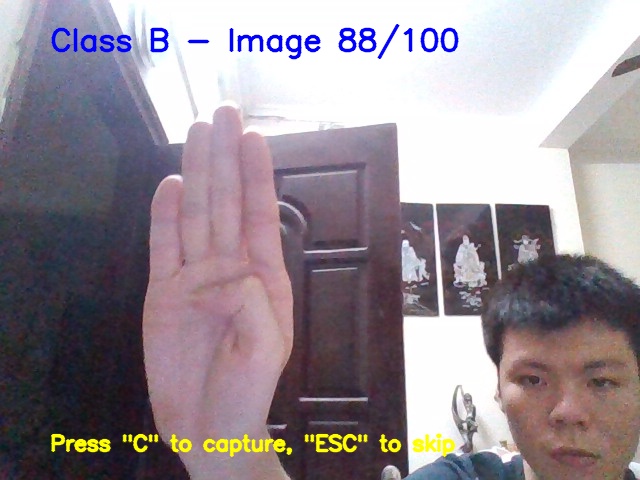 Class B - Image 88/100
Press "C" to capture, "ESC" to skip